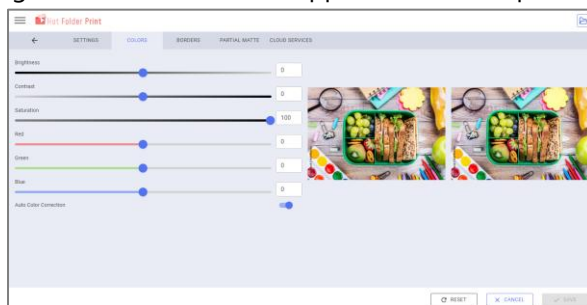 Hot Folder Print
SETTINGS COLORS BORDERS PARTIAL MATTE CLOUD SERVICES
Brightness
0
Contrast
0
Saturation
100
Red
0
Green
0
Blue
0
Auto Color Correction
RESET CANCEL SAVE